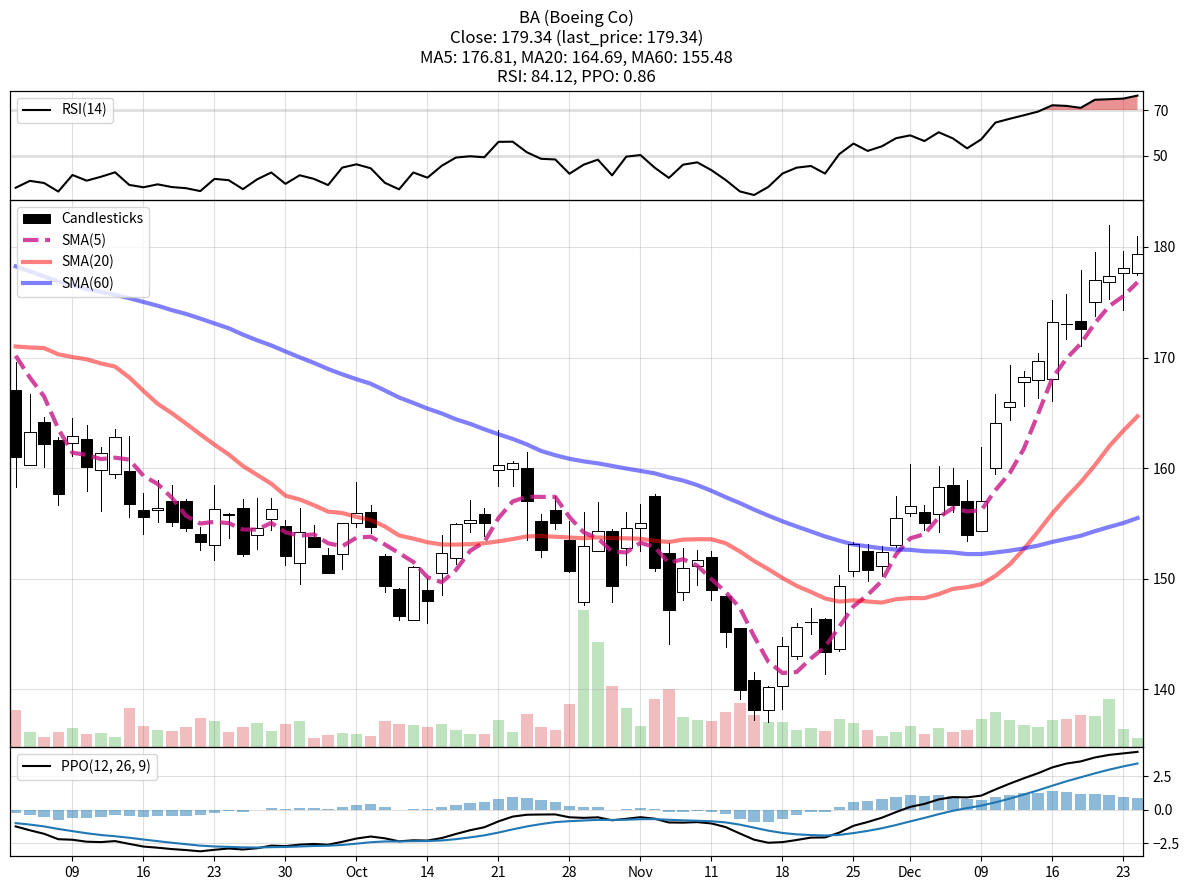 BA (Boeing Co)
Close: 179.34 (last_price: 179.34)
MA5: 176.81, MA20: 164.69, MA60: 155.48
RSI: 84.12, PPO: 0.86
RSI(14)
70
50
Candlesticks
SMA(5)
SMA(20)
SMA(60)
180
170
160
150
140
PPO(12, 26, 9)
2.5
0.0
−2.5
09 16 23 30 Oct 14 21 28 Nov 11 18 25 Dec 09 16 23